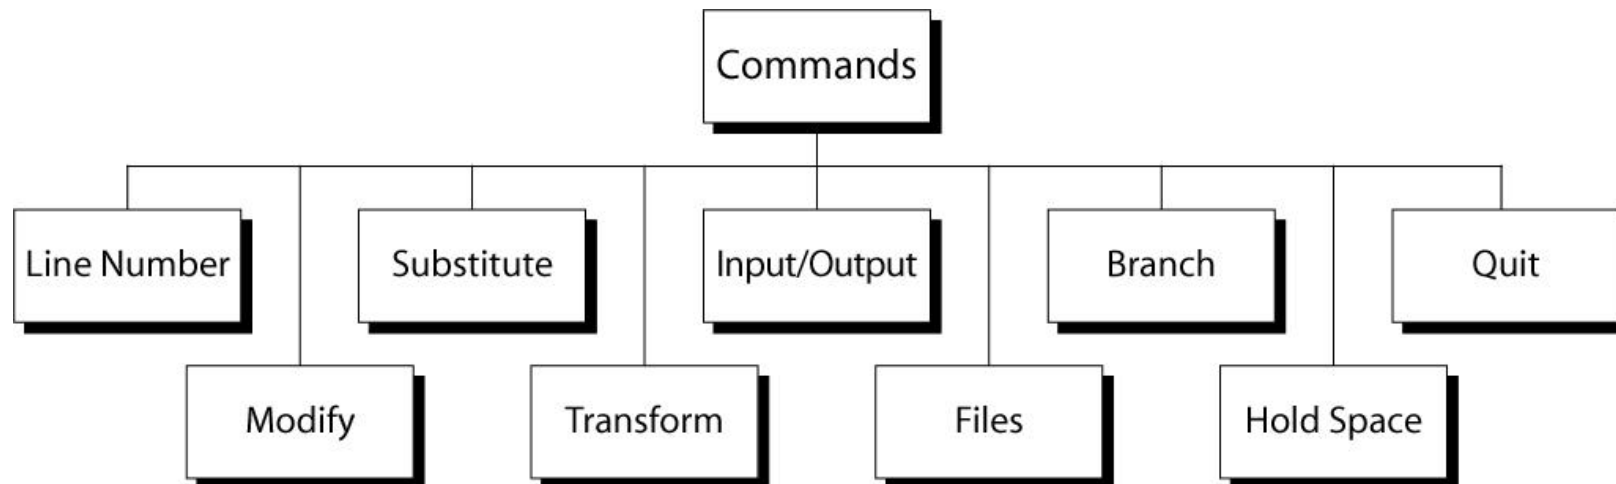 Commands
Line Number
Substitute
Input/Output
Branch
Quit
Modify
Transform
Files
Hold Space